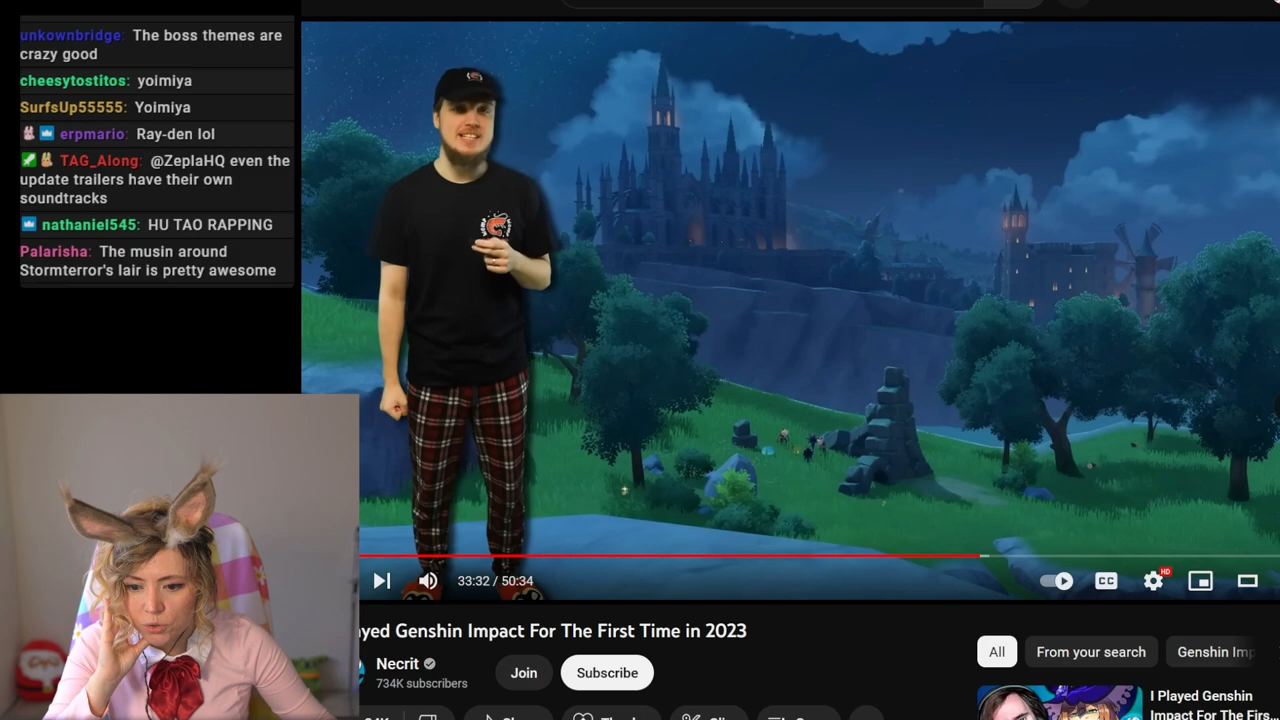 unkownbridge: The boss themes are
crazy good
cheesytostitos: yoimiya
SurfsUp55555: Yoimiya
erpmario: Ray-den lol
TAG_Along: @ZeplaHQ even the
update trailers have their own
soundtracks
nathaniel545: HU TAO RAPPING
Palarisha: The musin around
Stormterror's lair is pretty awesome
33:32 / 50:34
CC
HD
ayed Genshin Impact For The First Time in 2023
Necrit
734K subscribers
Join
Subscribe
All
From your search
Genshin Imp
I Played Genshin
Impact For The Firs